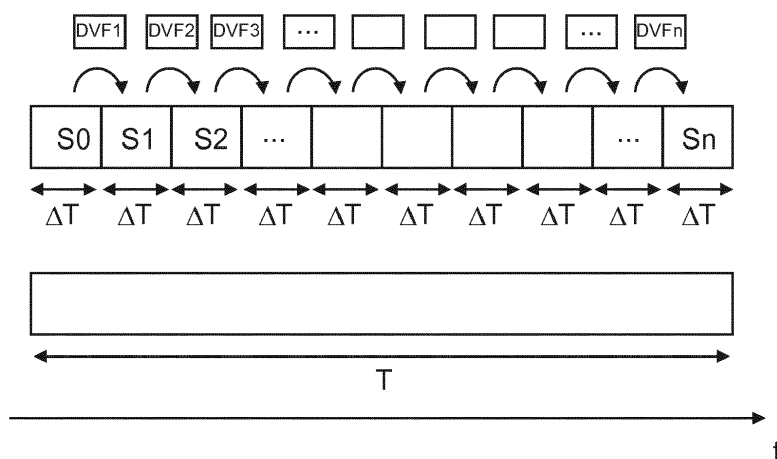 DVF1 DVF2 DVF3 ... ... DVFn
S0 S1 S2 ... ... Sn
ΔT ΔT ΔT ΔT ΔT ΔT ΔT ΔT ΔT ΔT
T
t